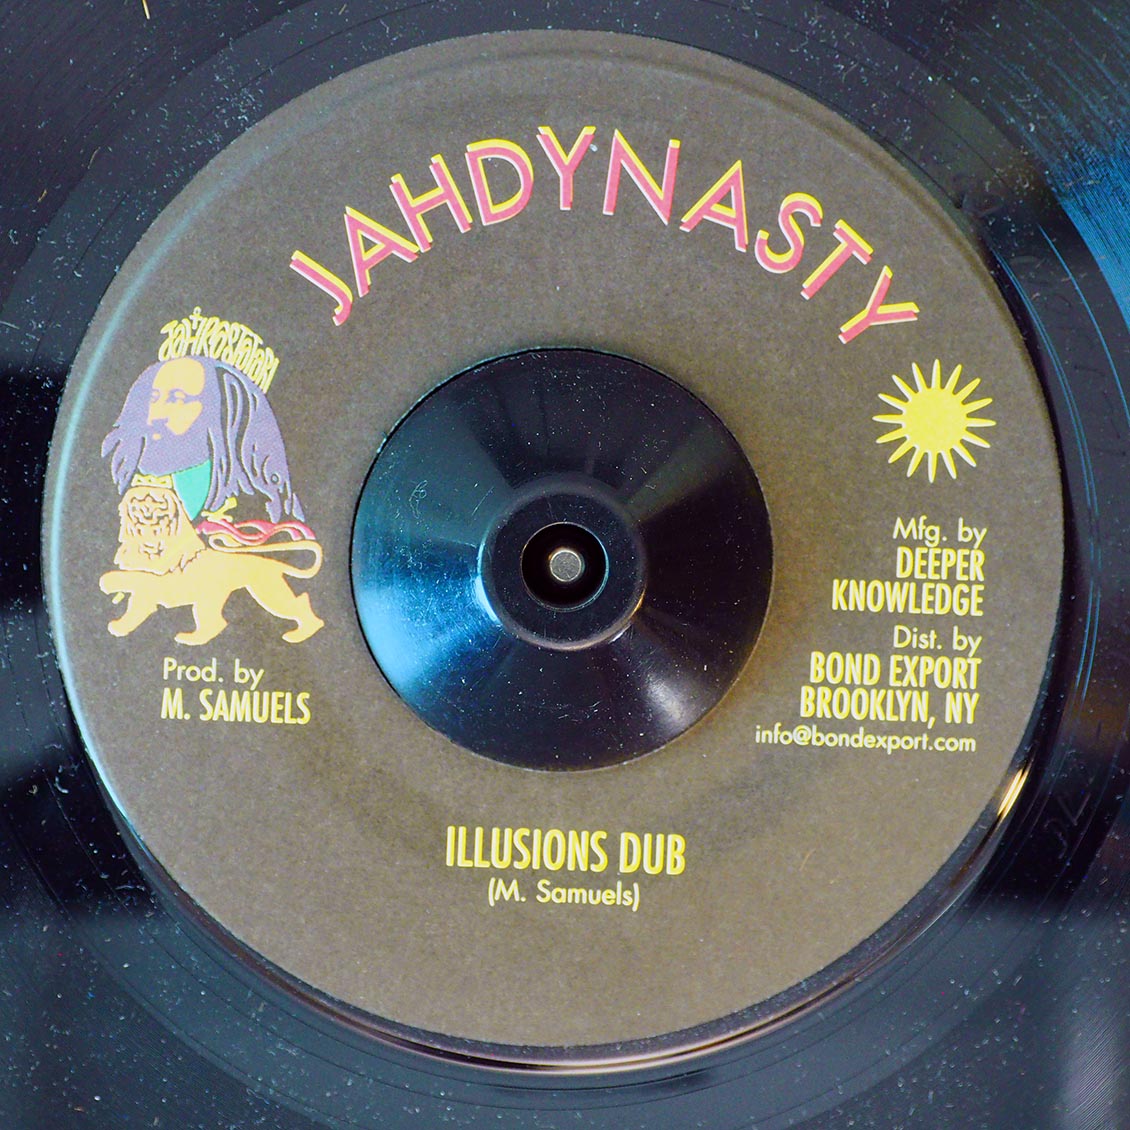 JAHDYNASTY
JAHRASTAFARI
Prod. by
M. SAMUELS
Mfg. by
DEEPER
KNOWLEDGE
Dist. by
BOND EXPORT
BROOKLYN, NY
info@bondexport.com
ILLUSIONS DUB
(M. Samuels)